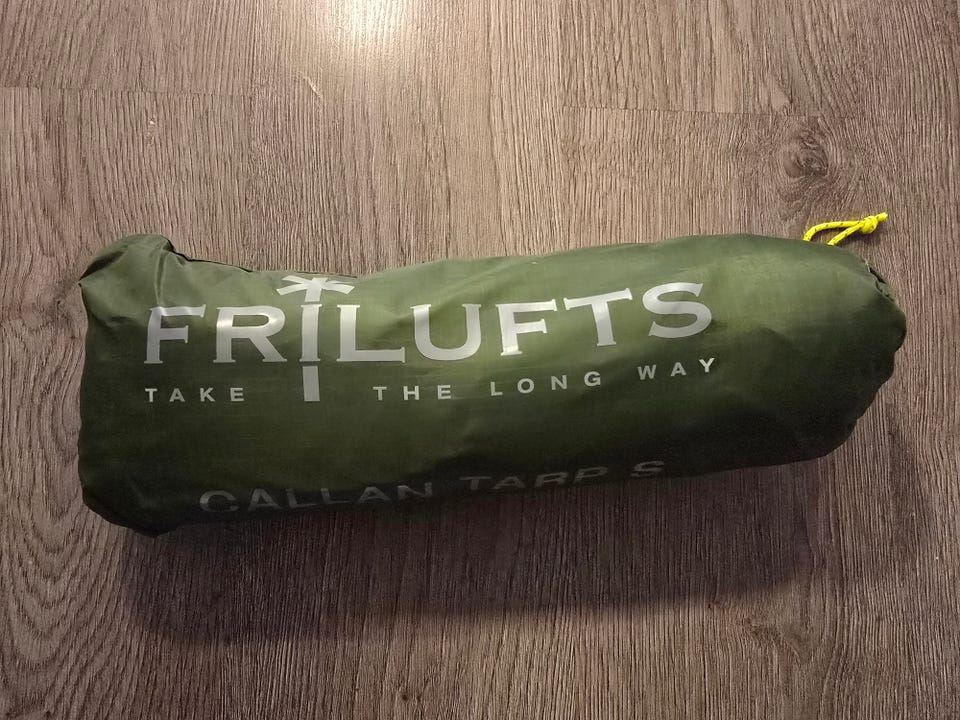 FRILUFTS
TAKE THE LONG WAY
CALLAN TARP S